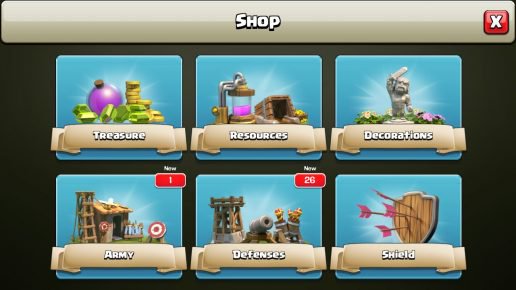 Shop
X
Treasure
Resources
Decorations
New
1
New
26
Army
Defenses
Shield